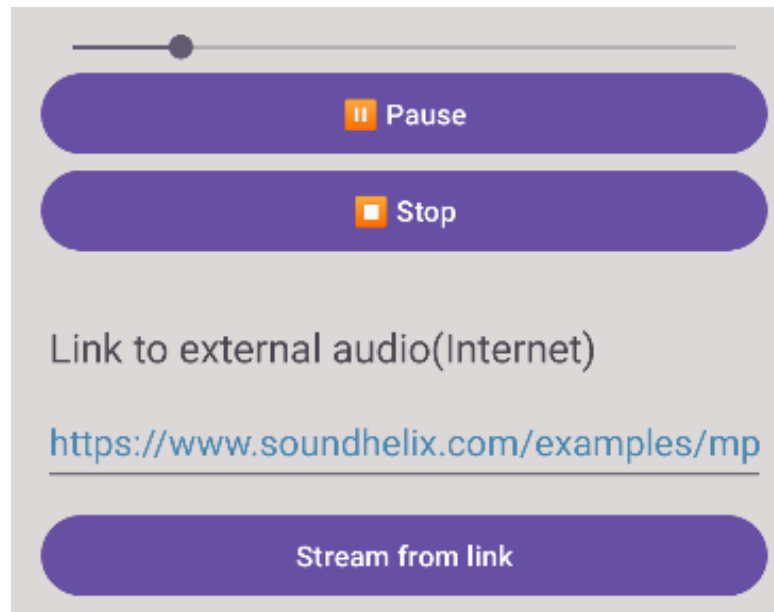 ⏸ Pause
⏹ Stop
Link to external audio(Internet)
https://www.soundhelix.com/examples/mp
Stream from link